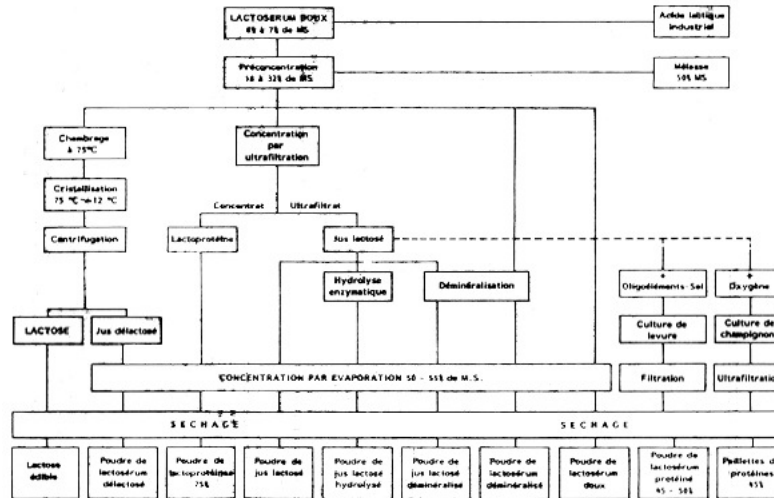 LACTOSERUM DOUX
de MS
Acide lactique
industriel
Préconcentration
à 32% de MS
Mélasse
50% MS
Chambrage
à 75°C
Concentration
par
ultrafiltration
Cristallisation
75 °C 12 °C
Concentrat
Ultrafiltrat
Centrifugation
Lactoprotéine
Jus lactosé
Hydrolyse
enzymatique
Déminéralisation
+
Oligoéléments-Sel
+
Oxygène
LACTOSE
Jus délactosé
Culture de
levure
Culture de
champignons
CONCENTRATION PAR EVAPORATION 50 - 55% de M.S.
Filtration
Ultrafiltration
SECHAGE
SECHAGE
Lactose
édible
Poudre de
lactosérum
délactosé
Poudre de
lactoprotéine
75%
Poudre de
jus lactosé
Poudre de
jus lactosé
hydrolysé
Poudre de
jus lactosé
déminéralisé
Poudre de
lactosérum
déminéralisé
Poudre de
lactosérum
doux
Poudre de
lactosérum
protéiné
45 - 50%
Paillettes de
protéines
45%